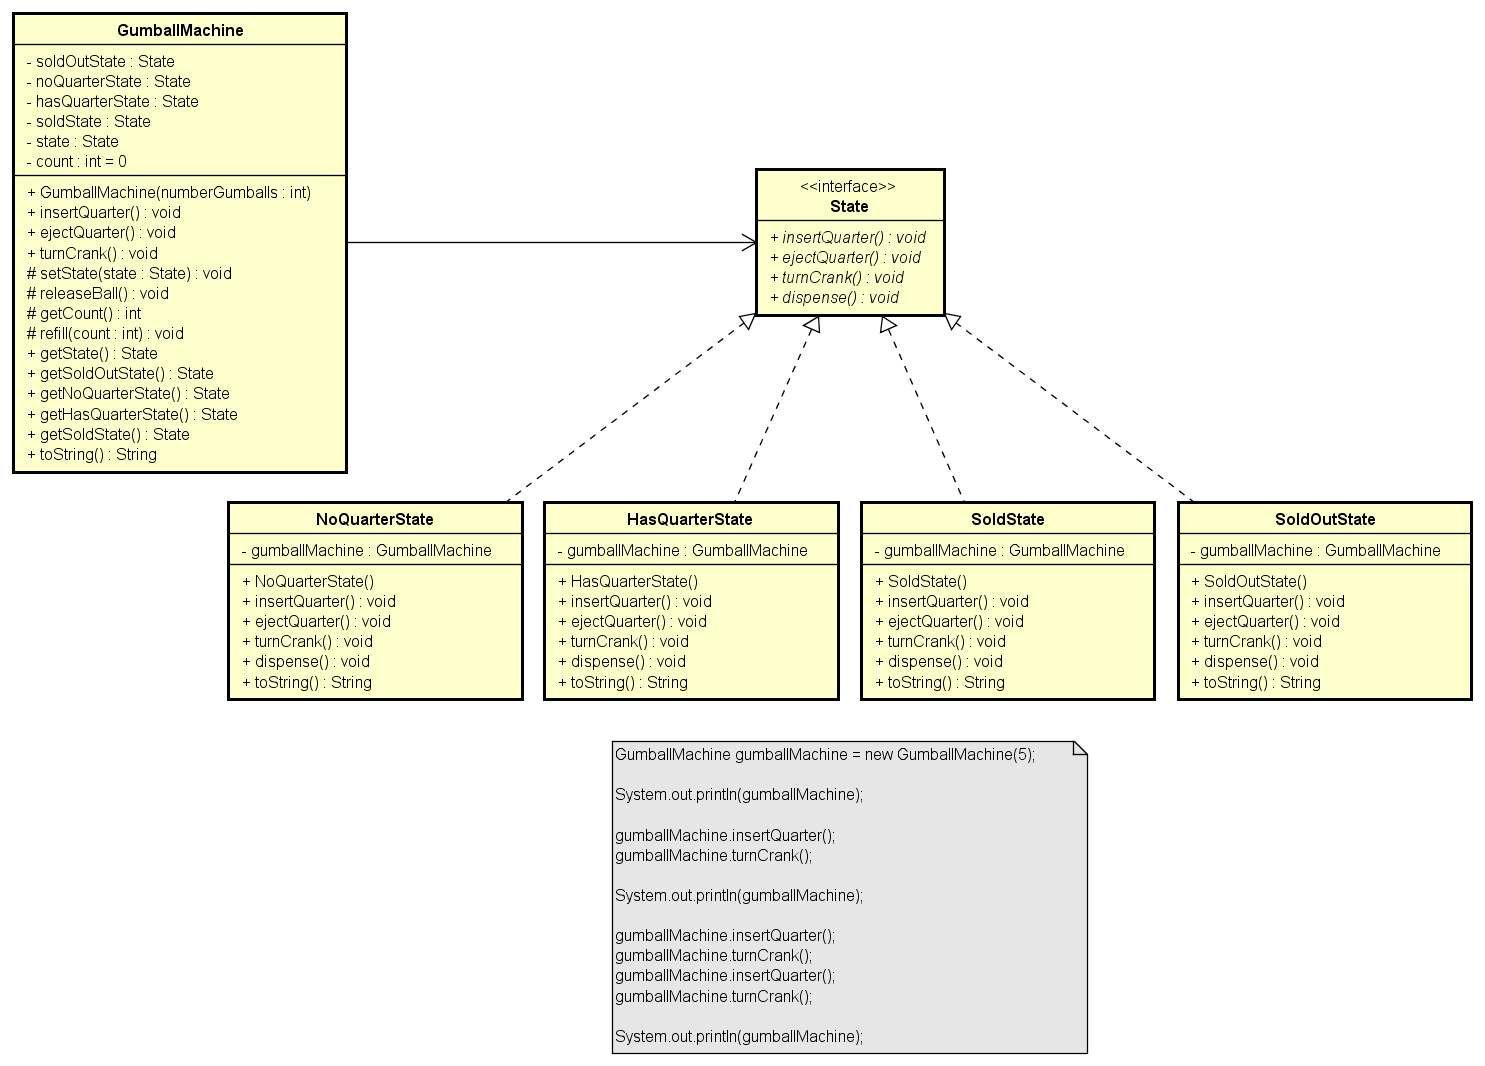 GumballMachine
- soldOutState : State
- noQuarterState : State
- hasQuarterState : State
- soldState : State
- state : State
- count : int = 0
+ GumballMachine(numberGumballs : int)
+ insertQuarter() : void
+ ejectQuarter() : void
+ turnCrank() : void
# setState(state : State) : void
# releaseBall() : void
# getCount() : int
# refill(count : int) : void
+ getState() : State
+ getSoldOutState() : State
+ getNoQuarterState() : State
+ getHasQuarterState() : State
+ getSoldState() : State
+ toString() : String
<<interface>>
State
+ insertQuarter() : void
+ ejectQuarter() : void
+ turnCrank() : void
+ dispense() : void
NoQuarterState
- gumballMachine : GumballMachine
+ NoQuarterState()
+ insertQuarter() : void
+ ejectQuarter() : void
+ turnCrank() : void
+ dispense() : void
+ toString() : String
HasQuarterState
- gumballMachine : GumballMachine
+ HasQuarterState()
+ insertQuarter() : void
+ ejectQuarter() : void
+ turnCrank() : void
+ dispense() : void
+ toString() : String
SoldState
- gumballMachine : GumballMachine
+ SoldState()
+ insertQuarter() : void
+ ejectQuarter() : void
+ turnCrank() : void
+ dispense() : void
+ toString() : String
SoldOutState
- gumballMachine : GumballMachine
+ SoldOutState()
+ insertQuarter() : void
+ ejectQuarter() : void
+ turnCrank() : void
+ dispense() : void
+ toString() : String
GumballMachine gumballMachine = new GumballMachine(5);
System.out.println(gumballMachine);
gumballMachine.insertQuarter();
gumballMachine.turnCrank();
System.out.println(gumballMachine);
gumballMachine.insertQuarter();
gumballMachine.turnCrank();
gumballMachine.insertQuarter();
gumballMachine.turnCrank();
System.out.println(gumballMachine);